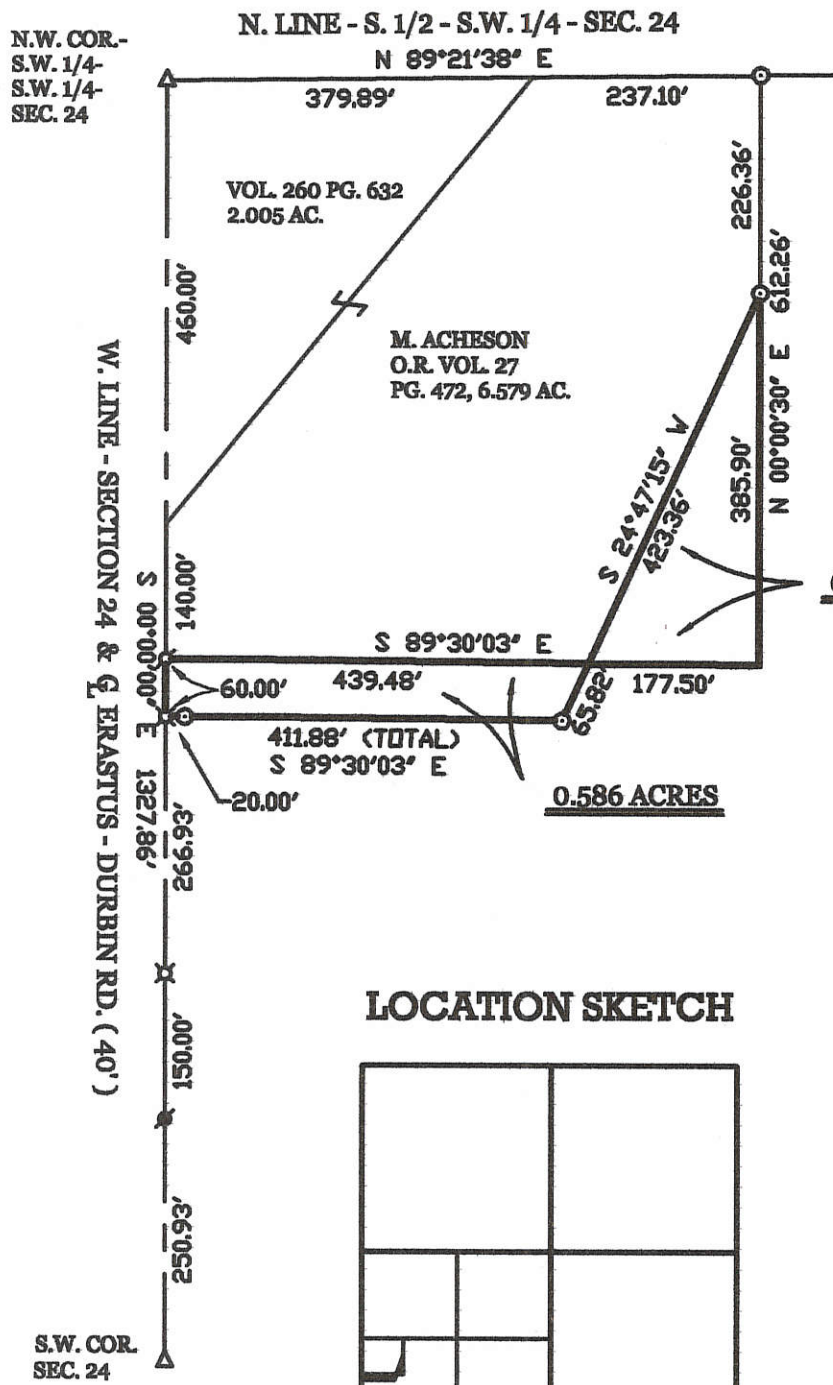 N. LINE - S. 1/2 - S.W. 1/4 - SEC. 24
N.W. COR.-
S.W. 1/4-
S.W. 1/4-
SEC. 24
N 89°21'38" E
379.89'
237.10'
VOL. 260 PG. 632
2.005 AC.
226.36'
612.26'
460.00'
M. ACHESON
O.R. VOL. 27
PG. 472, 6.579 AC.
N 00°00'30" E
385.90'
S 24°47'15" W
423.36'
W. LINE - SECTION 24 & ℄ ERASTUS - DURBIN RD. (40')
140.00'
S 00°00'00" E 1327.86'
S 89°30'03" E
60.00'
439.48'
65.82'
177.50'
411.88' (TOTAL)
S 89°30'03" E
20.00'
0.586 ACRES
266.93'
LOCATION SKETCH
150.00'
250.93'
S.W. COR.
SEC. 24